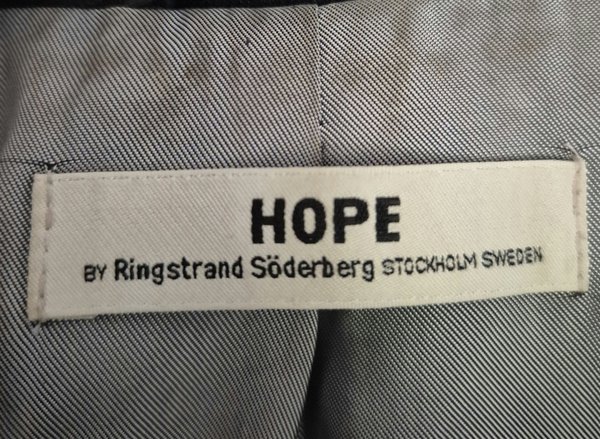 HOPE
BY Ringstrand Söderberg STOCKHOLM SWEDEN